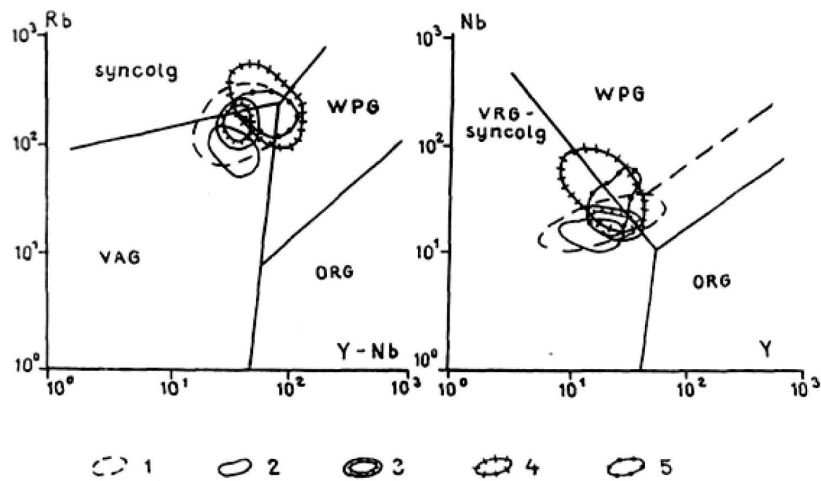 Rb
10³
syncolg
WPG
10²
10¹
VAG
ORG
10⁰
Y-Nb
10⁰ 10¹ 10² 10³
Nb
10³
WPG
VRG-
syncolg
10²
10¹
ORG
10⁰
Y
10⁰ 10¹ 10² 10³
1 2 3 4 5